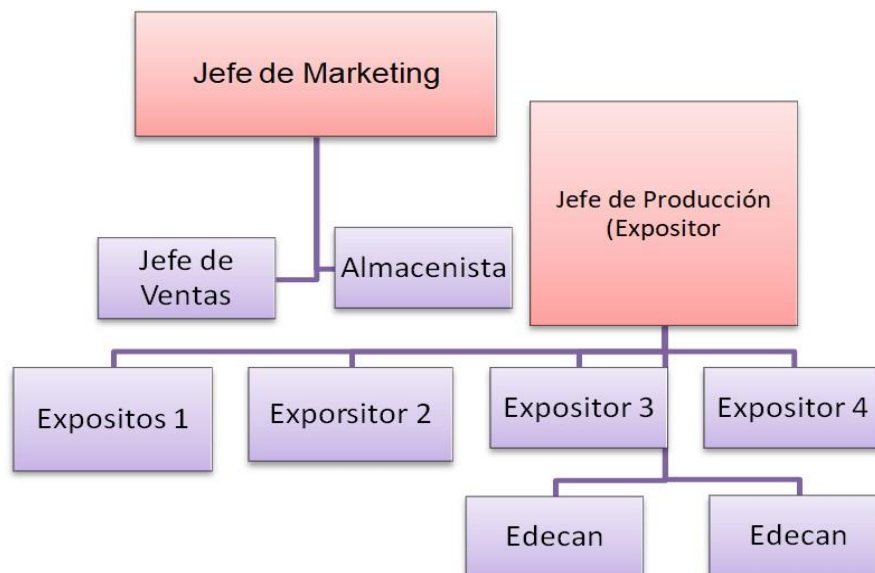 Jefe de Marketing
Jefe de Producción
(Expositor
Jefe de
Ventas
Almacenista
Expositos 1
Exporsitor 2
Expositor 3
Expositor 4
Edecan
Edecan